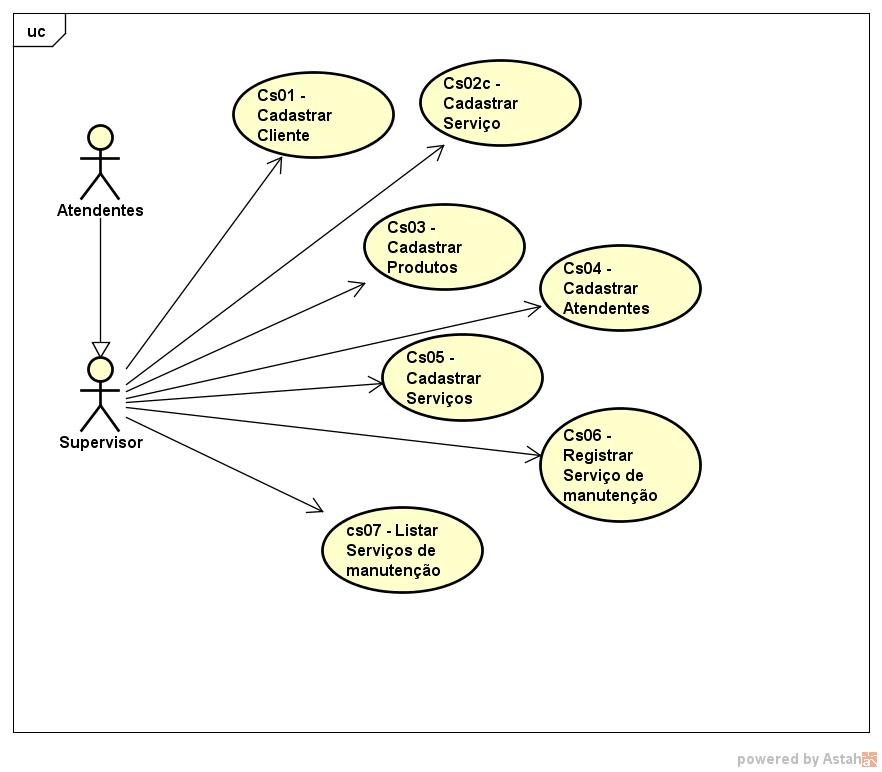 uc
Cs01 -
Cadastrar
Cliente
Cs02c -
Cadastrar
Serviço
Atendentes
Cs03 -
Cadastrar
Produtos
Cs04 -
Cadastrar
Atendentes
Cs05 -
Cadastrar
Serviços
Supervisor
Cs06 -
Registrar
Serviço de
manutenção
cs07 - Listar
Serviços de
manutenção
powered by Astah